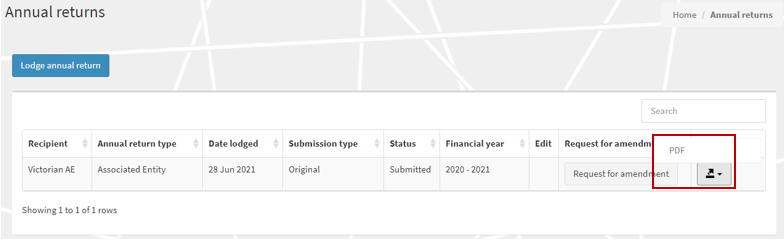 Annual returns
Home / Annual returns
Lodge annual return
Search
Recipient Annual return type Date lodged Submission type Status Financial year Edit Request for amendm
PDF
Victorian AE Associated Entity 28 Jun 2021 Original Submitted 2020 - 2021 Request for amendment
Showing 1 to 1 of 1 rows